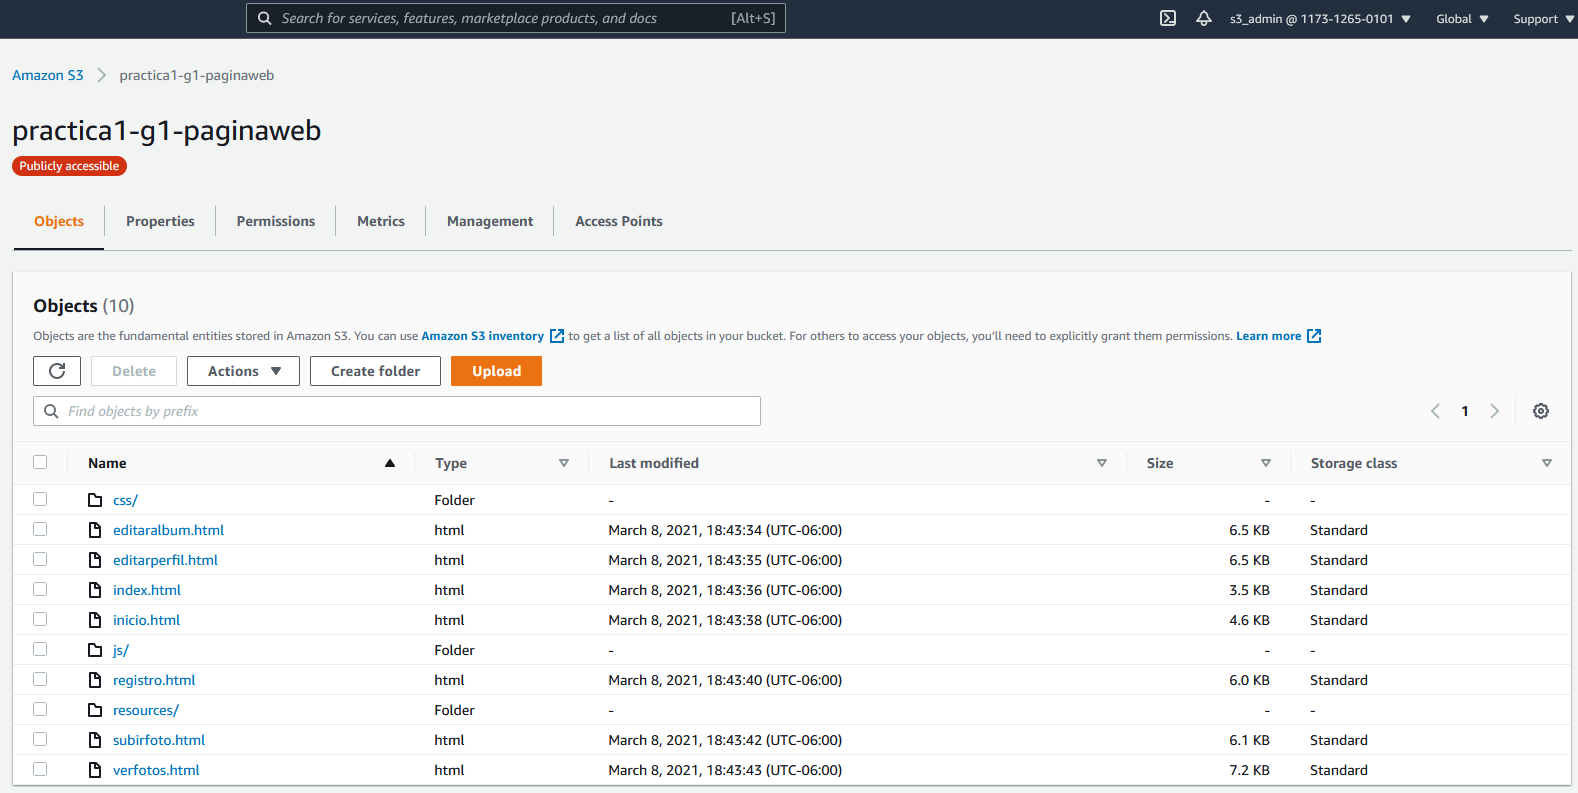 Search for services, features, marketplace products, and docs [Alt+S] s3_admin @ 1173-1265-0101 Global Support
Amazon S3 practica1-g1-paginaweb
practica1-g1-paginaweb
Publicly accessible
Objects Properties Permissions Metrics Management Access Points
Objects (10)
Objects are the fundamental entities stored in Amazon S3. You can use Amazon S3 inventory to get a list of all objects in your bucket. For others to access your objects, you'll need to explicitly grant them permissions. Learn more
Delete Actions Create folder Upload
Find objects by prefix 1
Name Type Last modified Size Storage class
css/ Folder - - -
editaralbum.html html March 8, 2021, 18:43:34 (UTC-06:00) 6.5 KB Standard
editarperfil.html html March 8, 2021, 18:43:35 (UTC-06:00) 6.5 KB Standard
index.html html March 8, 2021, 18:43:36 (UTC-06:00) 3.5 KB Standard
inicio.html html March 8, 2021, 18:43:38 (UTC-06:00) 4.6 KB Standard
js/ Folder - - -
registro.html html March 8, 2021, 18:43:40 (UTC-06:00) 6.0 KB Standard
resources/ Folder - - -
subirfoto.html html March 8, 2021, 18:43:42 (UTC-06:00) 6.1 KB Standard
verfotos.html html March 8, 2021, 18:43:43 (UTC-06:00) 7.2 KB Standard